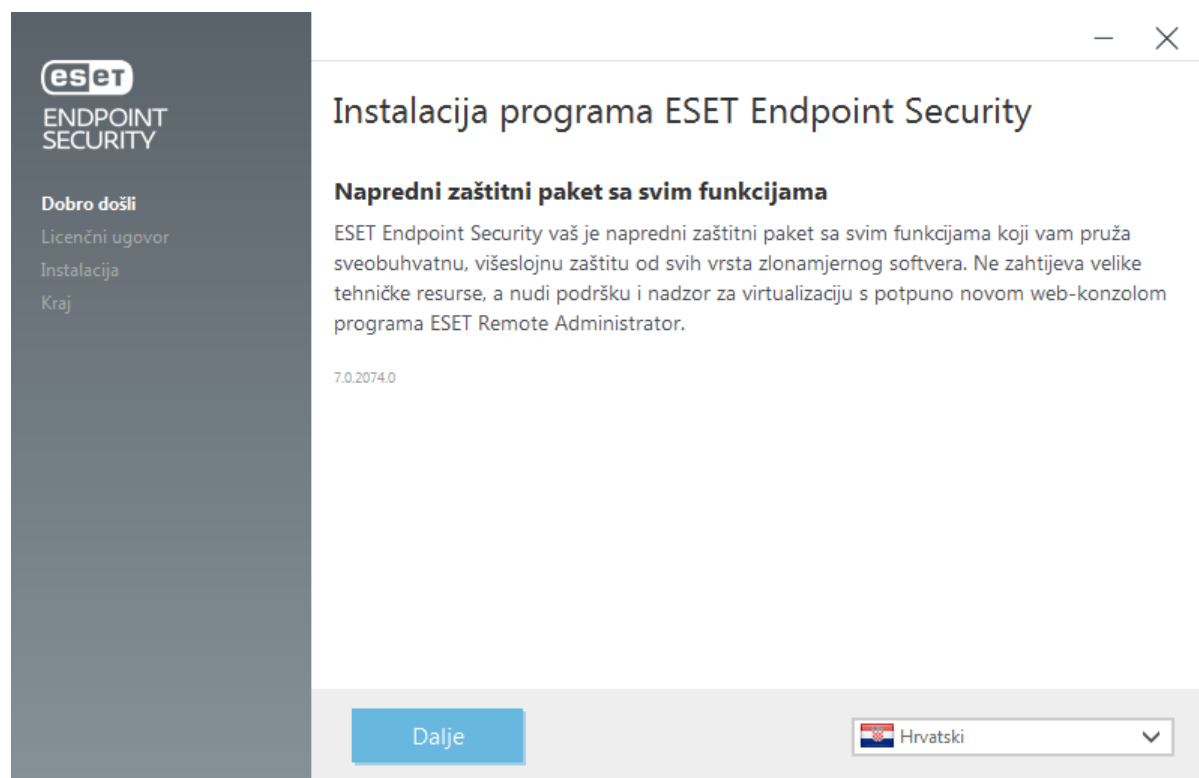 eset
ENDPOINT
SECURITY
Dobro došli
Licenčni ugovor
Instalacija
Kraj
Instalacija programa ESET Endpoint Security
Napredni zaštitni paket sa svim funkcijama
ESET Endpoint Security vaš je napredni zaštitni paket sa svim funkcijama koji vam pruža
sveobuhvatnu, višeslojnu zaštitu od svih vrsta zlonamjernog softvera. Ne zahtijeva velike
tehničke resurse, a nudi podršku i nadzor za virtualizaciju s potpuno novom web-konzolom
programa ESET Remote Administrator.
7.0.2074.0
Dalje
Hrvatski